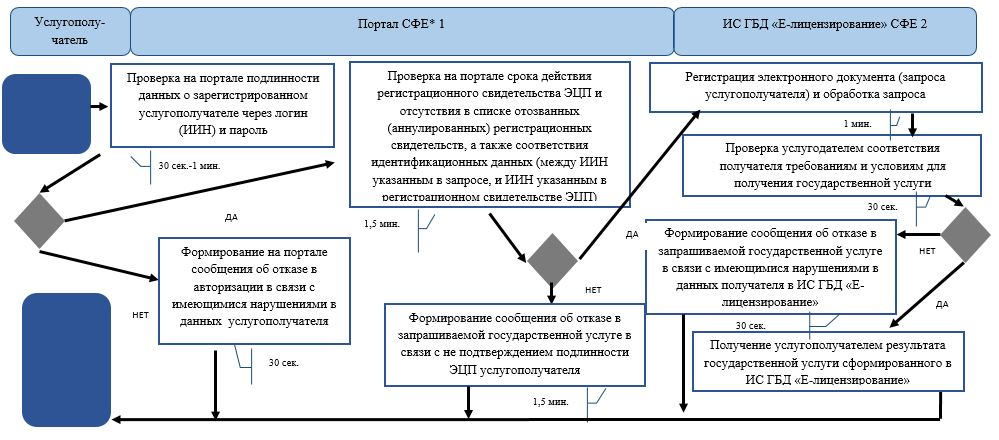 Услугополу-
чатель
Портал СФЕ* 1
ИС ГБД «Е-лицензирование» СФЕ 2
Проверка на портале подлинности
данных о зарегистрированном
услугополучателе через логин
(ИИН) и пароль
30 сек.-1 мин.
Проверка на портале срока действия
регистрационного свидетельства ЭЦП и
отсутствия в списке отозванных
(аннулированных) регистрационных
свидетельств, а также соответствия
идентификационных данных (между ИИН
указанным в запросе, и ИИН указанным в
регистрационном свидетельстве ЭЦП)
1,5 мин.
Регистрация электронного документа (запроса
услугополучателя) и обработка запроса
1 мин.
Проверка услугодателем соответствия
получателя требованиям и условиям для
получения государственной услуги
30 сек.
ДА
ДА
Формирование на портале
сообщения об отказе в
авторизации в связи с
имеющимися нарушениями в
данных услугополучателя
НЕТ
30 сек.
НЕТ
Формирование сообщения об отказе в
запрашиваемой государственной услуге в
связи с не подтверждением подлинности
ЭЦП услугополучателя
1,5 мин.
Формирование сообщения об отказе в
запрашиваемой государственной услуге
в связи с имеющимися нарушениями в
данных получателя в ИС ГБД «Е-
лицензирование»
НЕТ
30 сек.
ДА
Получение услугополучателем результата
государственной услуги сформированного в
ИС ГБД «Е-лицензирование»